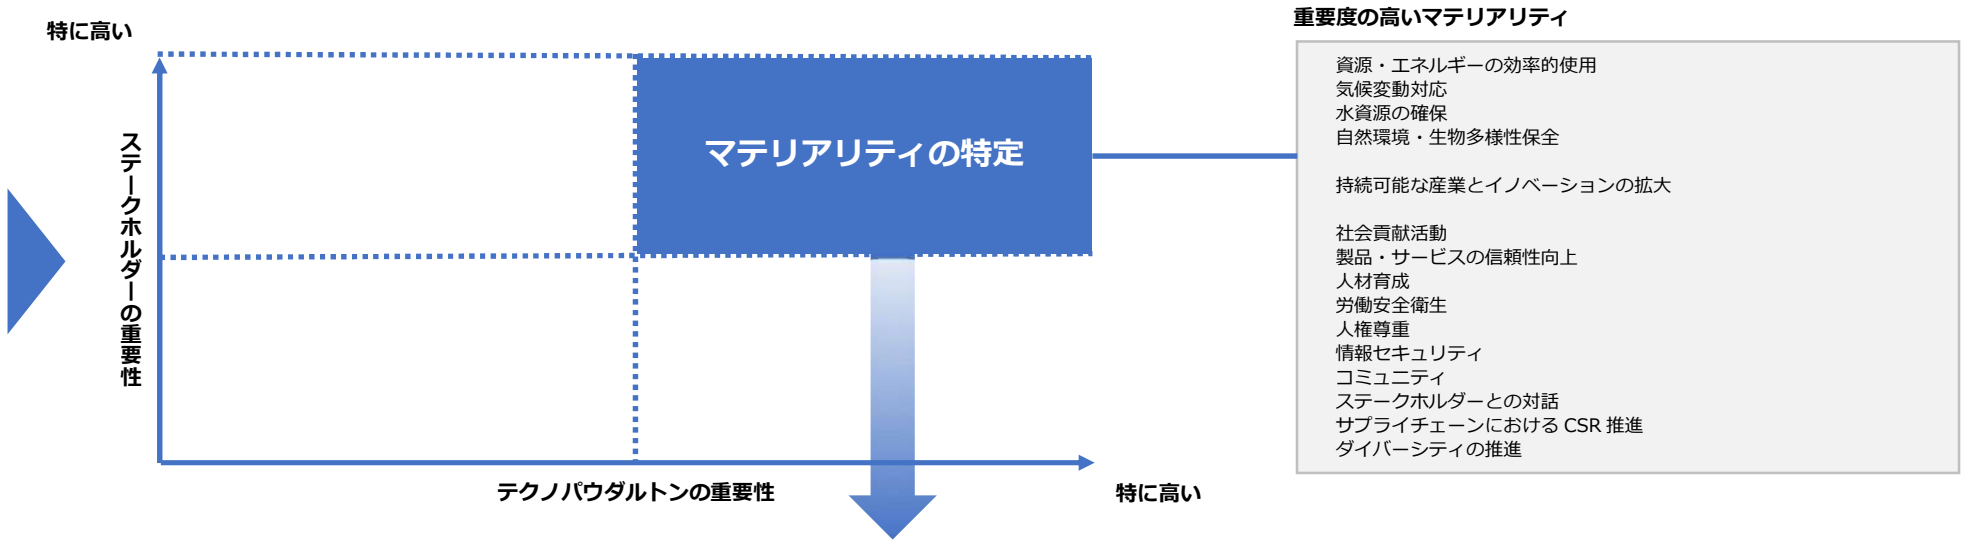 重要度の高いマテリアリティ
特に高い
資源・エネルギーの効率的使用
気候変動対応
水資源の確保
自然環境・生物多様性保全
持続可能な産業とイノベーションの拡大
社会貢献活動
製品・サービスの信頼性向上
人材育成
労働安全衛生
人権尊重
情報セキュリティ
コミュニティ
ステークホルダーとの対話
サプライチェーンにおける CSR 推進
ダイバーシティの推進
マテリアリティの特定
ステークホルダーの重要性
テクノパウダルトンの重要性
特に高い